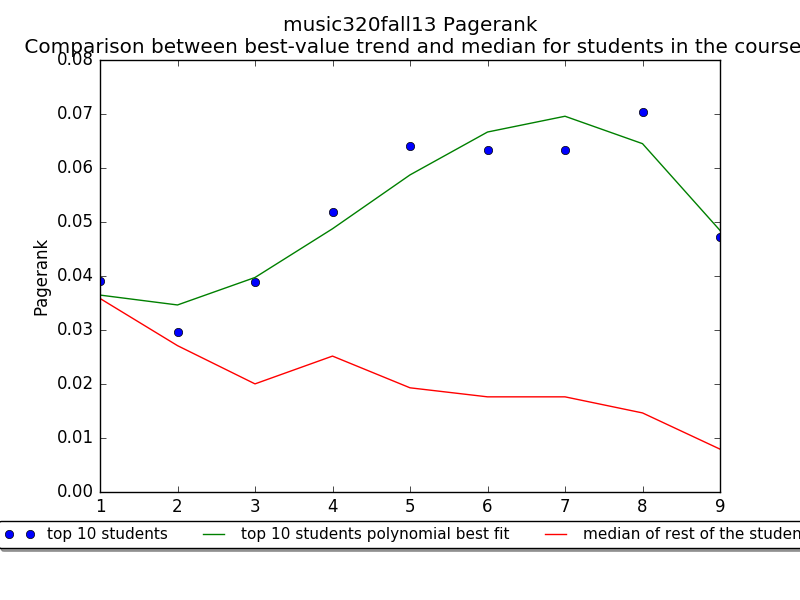 music320fall13 Pagerank
Comparison between best-value trend and median for students in the course
0.08
0.07
0.06
0.05
0.04
0.03
0.02
0.01
0.00
Pagerank
1 2 3 4 5 6 7 8 9
top 10 students top 10 students polynomial best fit median of rest of the studen